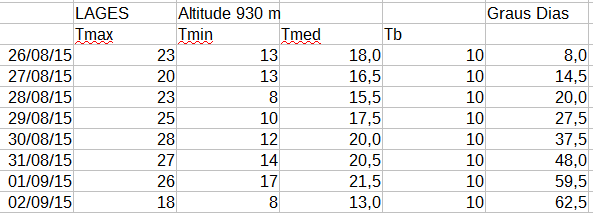 LAGES Altitude 930 m Graus Dias
Tmax Tmin Tmed Tb
26/08/15 23 13 18,0 10 8,0
27/08/15 20 13 16,5 10 14,5
28/08/15 23 8 15,5 10 20,0
29/08/15 25 10 17,5 10 27,5
30/08/15 28 12 20,0 10 37,5
31/08/15 27 14 20,5 10 48,0
01/09/15 26 17 21,5 10 59,5
02/09/15 18 8 13,0 10 62,5